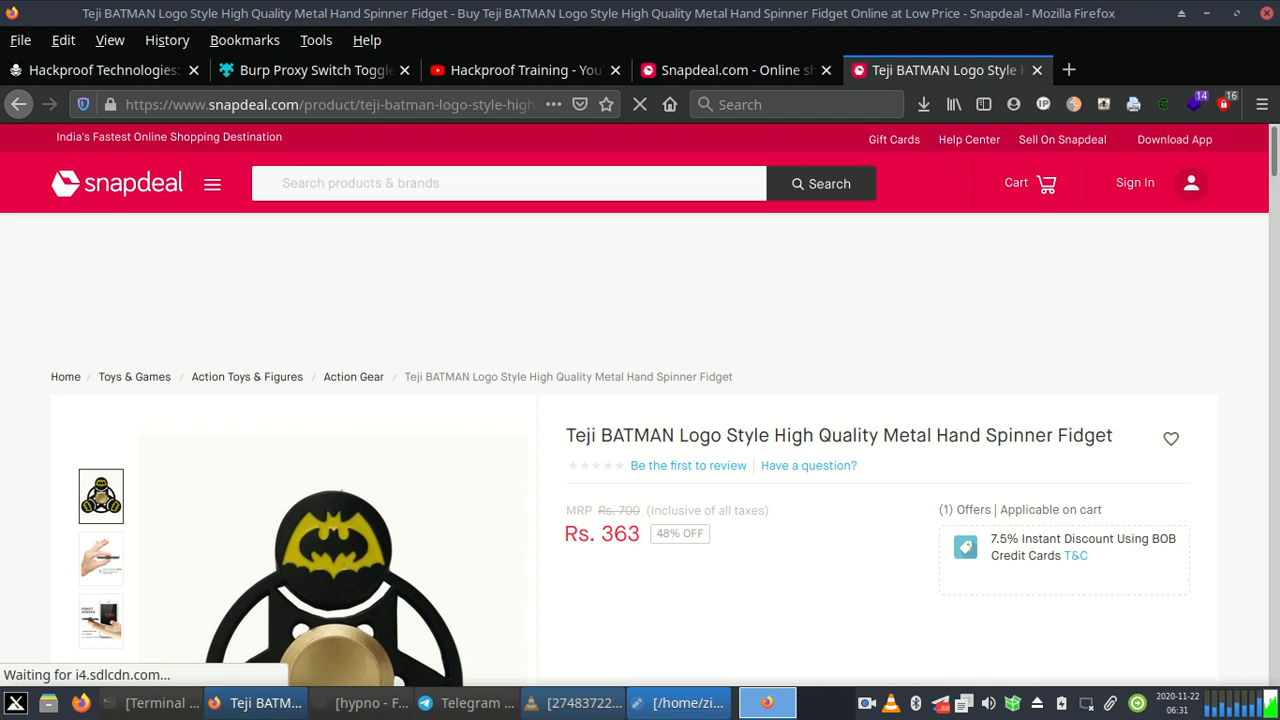 Teji BATMAN Logo Style High Quality Metal Hand Spinner Fidget - Buy Teji BATMAN Logo Style High Quality Metal Hand Spinner Fidget Online at Low Price - Snapdeal - Mozilla Firefox
File Edit View History Bookmarks Tools Help
Hackproof Technologies: Burp Proxy Switch Toggle Hackproof Training - You Snapdeal.com - Online sh Teji BATMAN Logo Style H
https://www.snapdeal.com/product/teji-batman-logo-style-high Search 14 16
India's Fastest Online Shopping Destination Gift Cards Help Center Sell On Snapdeal Download App
snapdeal Search products & brands Search Cart Sign In
Home / Toys & Games / Action Toys & Figures / Action Gear / Teji BATMAN Logo Style High Quality Metal Hand Spinner Fidget
Teji BATMAN Logo Style High Quality Metal Hand Spinner Fidget
Be the first to review Have a question?
MRP Rs. 700 (Inclusive of all taxes) (1) Offers | Applicable on cart
Rs. 363 48% OFF
7.5% Instant Discount Using BOB
Credit Cards T&C
Waiting for i4.sdlcdn.com...
[Terminal ... Teji BATM... [hypno - F... Telegram ... [27483722... [/home/zi... 88 2020-11-22
06:31